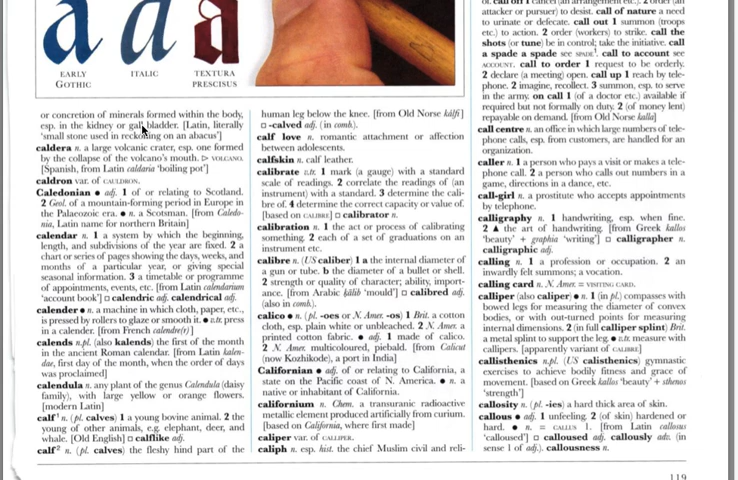 a d a
EARLY
GOTHIC
ITALIC
TEXTURA
PRESCISUS
or concretion of minerals formed within the body,
esp. in the kidney or gall bladder. [Latin, literally
'small stone used in reckoning on an abacus']
caldera n. a large volcanic crater, esp. one formed
by the collapse of the volcano's mouth. ▷ VOLCANO.
[Spanish, from Latin caldaria 'boiling pot']
caldron var. of CAULDRON.
Caledonian ● adj. 1 of or relating to Scotland.
2 Geol. of a mountain-forming period in Europe in
the Palaeozoic era. ● n. a Scotsman. [from Caledo-
nia, Latin name for northern Britain]
calendar n. 1 a system by which the beginning,
length, and subdivisions of the year are fixed. 2 a
chart or series of pages showing the days, weeks, and
months of a particular year, or giving special
seasonal information. 3 a timetable or programme
of appointments, events, etc. [from Latin calendarium
'account book'] □ calendric adj. calendrical adj.
calender ● n. a machine in which cloth, paper, etc.,
is pressed by rollers to glaze or smooth it. ● v.tr. press
in a calender. [from French calendre(r)]
calends n.pl. (also kalends) the first of the month
in the ancient Roman calendar. [from Latin kalen-
dae, first day of the month, when the order of days
was proclaimed]
calendula n. any plant of the genus Calendula (daisy
family), with large yellow or orange flowers.
[modern Latin]
calf¹ n. (pl. calves) 1 a young bovine animal. 2 the
young of other animals, e.g. elephant, deer, and
whale. [Old English] □ calflike adj.
calf² n. (pl. calves) the fleshy hind part of the
human leg below the knee. [from Old Norse kálfi]
□ -calved adj. (in comb.).
calf love n. romantic attachment or affection
between adolescents.
calfskin n. calf leather.
calibrate v.tr. 1 mark (a gauge) with a standard
scale of readings. 2 correlate the readings of (an
instrument) with a standard. 3 determine the cali-
bre of. 4 determine the correct capacity or value of.
[based on CALIBRE] □ calibrator n.
calibration n. 1 the act or process of calibrating
something. 2 each of a set of graduations on an
instrument etc.
calibre n. (US caliber) 1 a the internal diameter of
a gun or tube. b the diameter of a bullet or shell.
2 strength or quality of character; ability, import-
ance. [from Arabic ḳālib 'mould'] □ calibred adj.
(also in comb.).
calico ● n. (pl. -oes or N. Amer. -os) 1 Brit. a cotton
cloth, esp. plain white or unbleached. 2 N. Amer. a
printed cotton fabric. ● adj. 1 made of calico.
2 N. Amer. multicoloured, piebald. [from Calicut
(now Kozhikode), a port in India]
Californian ● adj. of or relating to California, a
state on the Pacific coast of N. America. ● n. a
native or inhabitant of California.
californium n. Chem. a transuranic radioactive
metallic element produced artificially from curium.
[based on California, where first made]
caliper var. of CALLIPER.
caliph n. esp. hist. the chief Muslim civil and reli-
attacker or pursuer) to desist. call of nature a need
to urinate or defecate. call out 1 summon (troops
etc.) to action. 2 order (workers) to strike. call the
shots (or tune) be in control; take the initiative. call
a spade a spade see SPADE¹. call to account see
ACCOUNT. call to order 1 request to be orderly.
2 declare (a meeting) open. call up 1 reach by tele-
phone. 2 imagine, recollect. 3 summon, esp. to serve
in the army. on call 1 (of a doctor etc.) available if
required but not formally on duty. 2 (of money lent)
repayable on demand. [from Old Norse kalla]
call centre n. an office in which large numbers of tele-
phone calls, esp. from customers, are handled for an
organization.
caller n. 1 a person who pays a visit or makes a tele-
phone call. 2 a person who calls out numbers in a
game, directions in a dance, etc.
call-girl n. a prostitute who accepts appointments
by telephone.
calligraphy n. 1 handwriting, esp. when fine.
2 ▲ the art of handwriting. [from Greek kallos
'beauty' + graphia 'writing'] □ calligrapher n.
calligraphic adj.
calling n. 1 a profession or occupation. 2 an
inwardly felt summons; a vocation.
calling card n. N. Amer. = VISITING CARD.
calliper (also caliper) ● n. 1 (in pl.) compasses with
bowed legs for measuring the diameter of convex
bodies, or with out-turned points for measuring
internal dimensions. 2 (in full calliper splint) Brit.
a metal splint to support the leg. ● v.tr. measure with
callipers. [apparently variant of CALIBRE]
callisthenics n.pl. (US calisthenics) gymnastic
exercises to achieve bodily fitness and grace of
movement. [based on Greek kallos 'beauty' + sthenos
'strength']
callosity n. (pl. -ies) a hard thick area of skin.
callous ● adj. 1 unfeeling. 2 (of skin) hardened or
hard. ● n. = CALLUS 1. [from Latin callosus
'calloused'] □ calloused adj. callously adv. (in
sense 1 of adj.). callousness n.
119